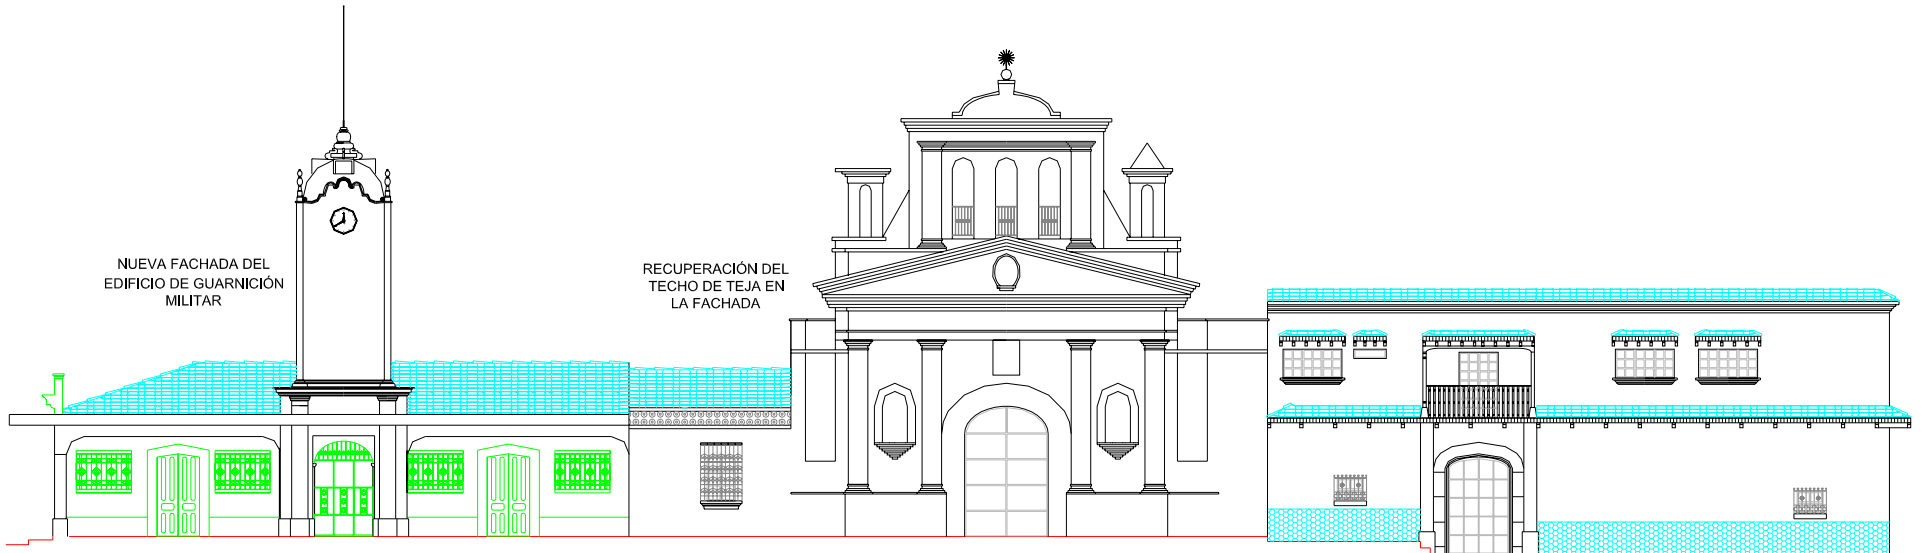 NUEVA FACHADA DEL
EDIFICIO DE GUARNICIÓN
MILITAR
RECUPERACIÓN DEL
TECHO DE TEJA EN
LA FACHADA